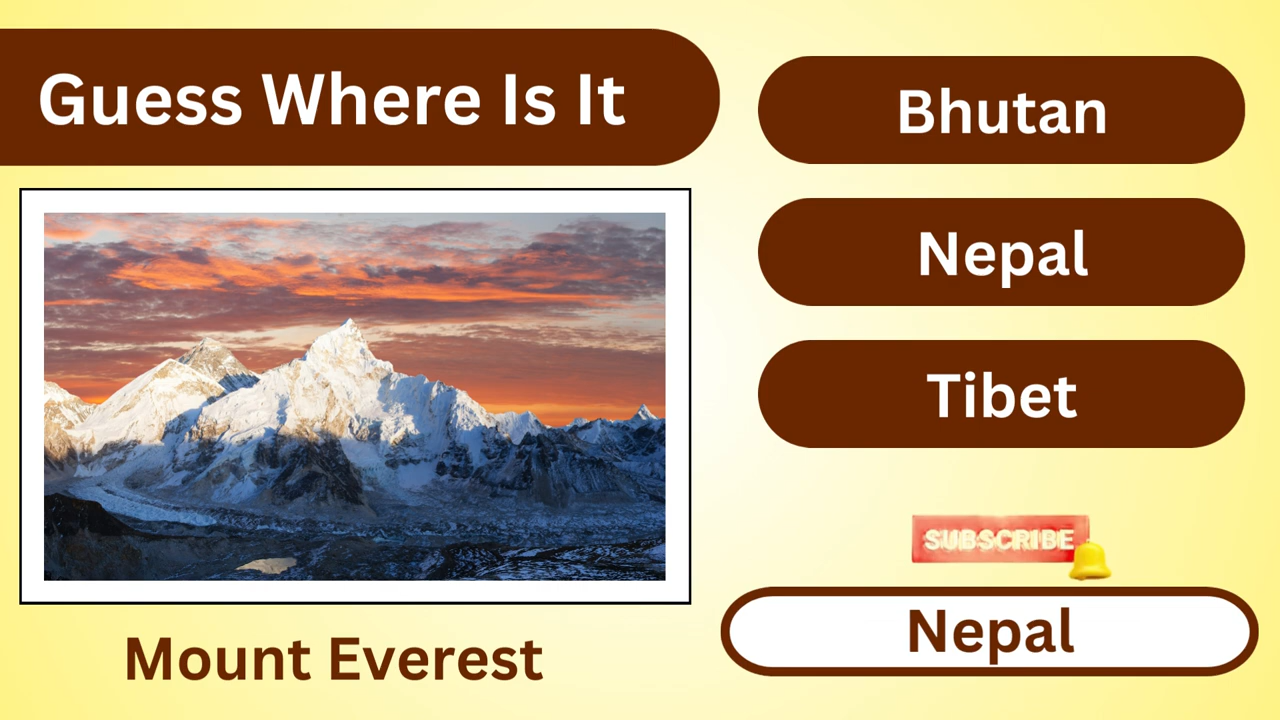 Guess Where Is It
Mount Everest
Bhutan
Nepal
Tibet
SUBSCRIBE
Nepal